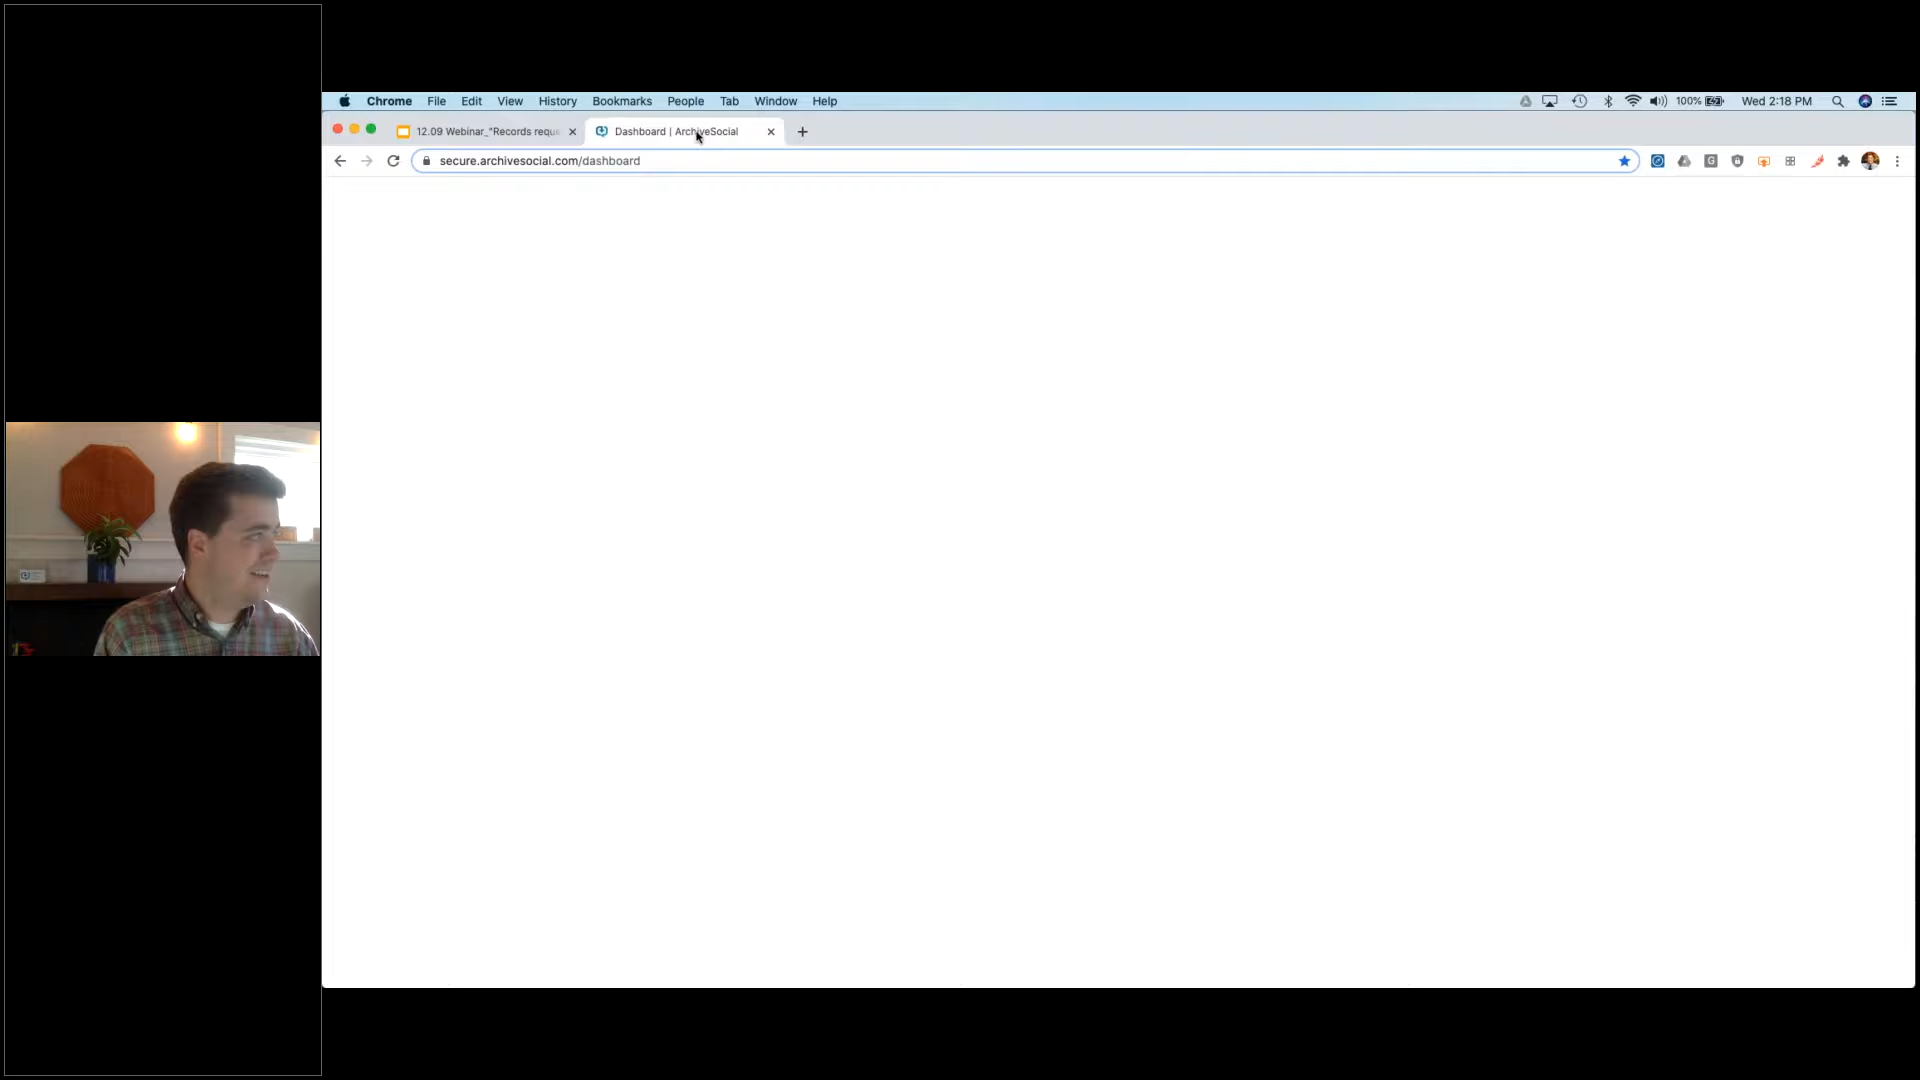 Chrome File Edit View History Bookmarks People Tab Window Help 100% Wed 2:18 PM
12.09 Webinar_"Records reque Dashboard | ArchiveSocial
secure.archivesocial.com/dashboard